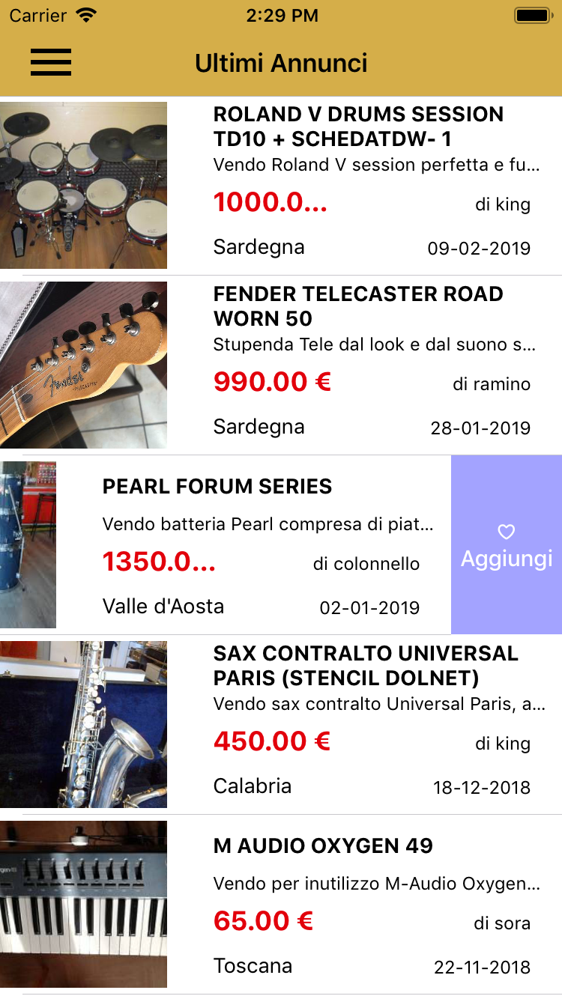 Carrier 2:29 PM
Ultimi Annunci
ROLAND V DRUMS SESSION
TD10 + SCHEDATDW- 1
Vendo Roland V session perfetta e fu...
1000.0... di king
Sardegna 09-02-2019
FENDER TELECASTER ROAD
WORN 50
Stupenda Tele dal look e dal suono s...
990.00 € di ramino
Sardegna 28-01-2019
Fender
TELECASTER
PEARL FORUM SERIES
Vendo batteria Pearl compresa di piat...
1350.0... di colonnello
Valle d'Aosta 02-01-2019
Aggiungi
SAX CONTRALTO UNIVERSAL
PARIS (STENCIL DOLNET)
Vendo sax contralto Universal Paris, a...
450.00 € di king
Calabria 18-12-2018
M AUDIO OXYGEN 49
Vendo per inutilizzo M-Audio Oxygen...
65.00 € di sora
Toscana 22-11-2018